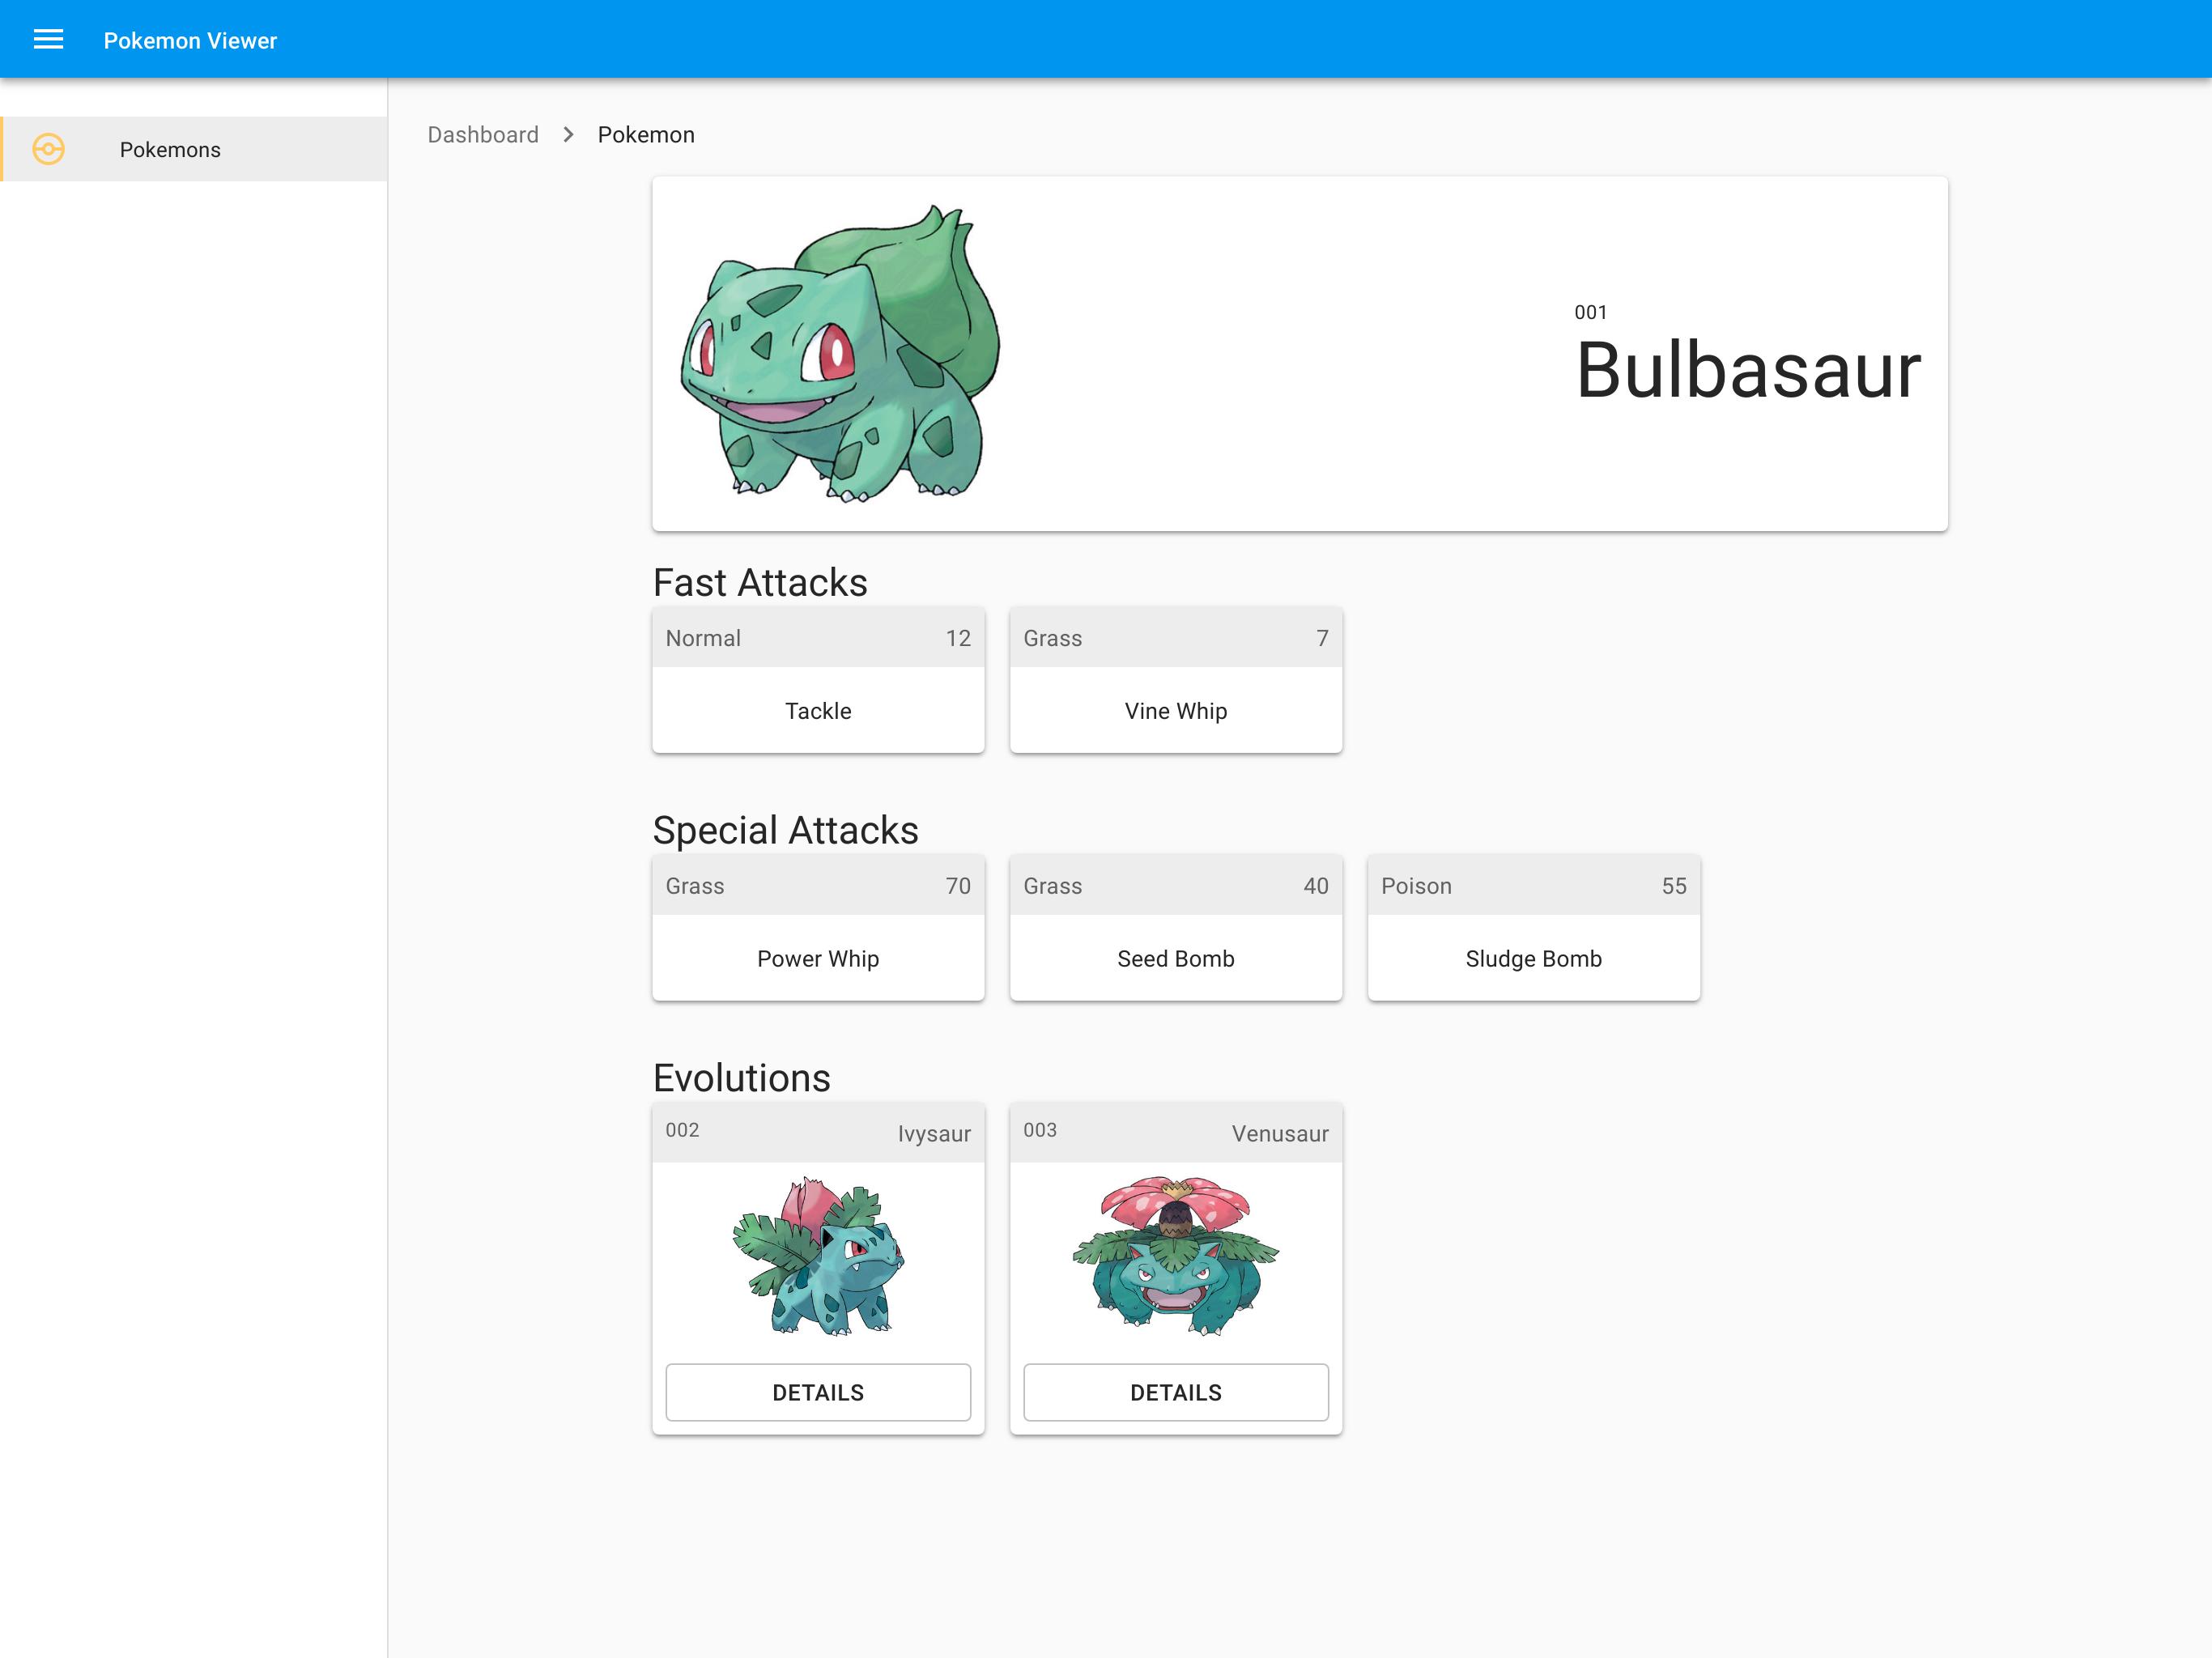 Pokemon Viewer
Pokemons
Dashboard > Pokemon
001
Bulbasaur
Fast Attacks
Normal 12
Tackle
Grass 7
Vine Whip
Special Attacks
Grass 70
Power Whip
Grass 40
Seed Bomb
Poison 55
Sludge Bomb
Evolutions
002 Ivysaur
DETAILS
003 Venusaur
DETAILS